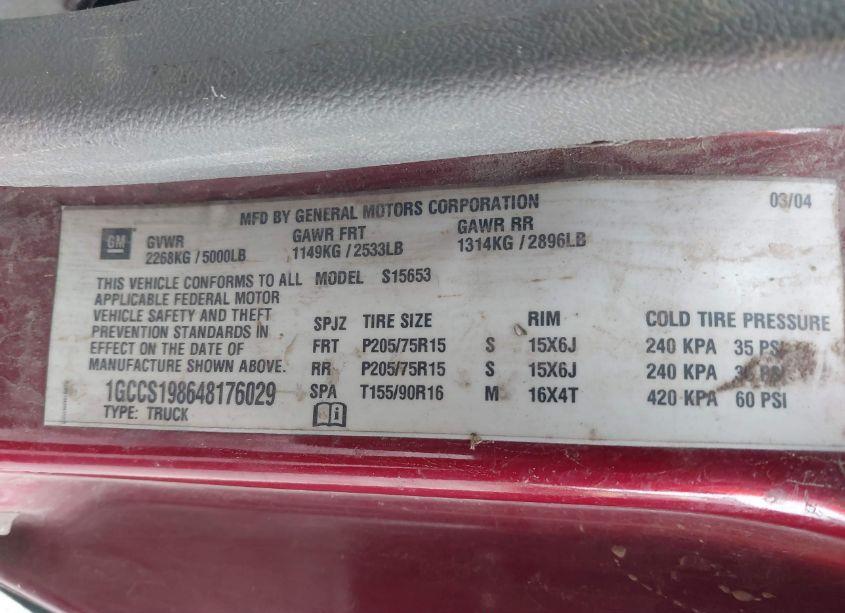 MFD BY GENERAL MOTORS CORPORATION 03/04
GM GVWR GAWR FRT GAWR RR
2268KG / 5000LB 1149KG / 2533LB 1314KG / 2896LB
THIS VEHICLE CONFORMS TO ALL MODEL S15653
APPLICABLE FEDERAL MOTOR
VEHICLE SAFETY AND THEFT
PREVENTION STANDARDS IN
EFFECT ON THE DATE OF
MANUFACTURE SHOWN ABOVE.
1GCCS198648176029
TYPE: TRUCK
SPJZ TIRE SIZE RIM COLD TIRE PRESSURE
FRT P205/75R15 S 15X6J 240 KPA 35 PSI
RR P205/75R15 S 15X6J 240 KPA PSI
SPA T155/90R16 M 16X4T 420 KPA 60 PSI